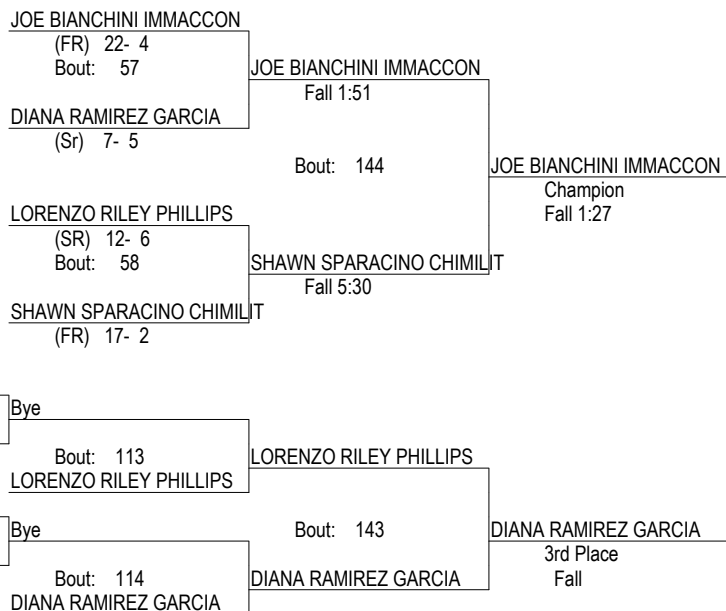 JOE BIANCHINI IMMACCON
(FR) 22- 4
Bout: 57
JOE BIANCHINI IMMACCON
Fall 1:51
DIANA RAMIREZ GARCIA
(Sr) 7- 5
Bout: 144
JOE BIANCHINI IMMACCON
Champion
Fall 1:27
LORENZO RILEY PHILLIPS
(SR) 12- 6
Bout: 58
SHAWN SPARACINO CHIMILIT
Fall 5:30
SHAWN SPARACINO CHIMILIT
(FR) 17- 2
Bye
Bout: 113
LORENZO RILEY PHILLIPS
LORENZO RILEY PHILLIPS
Bye
Bout: 143
DIANA RAMIREZ GARCIA
3rd Place
Fall
Bout: 114
DIANA RAMIREZ GARCIA
DIANA RAMIREZ GARCIA